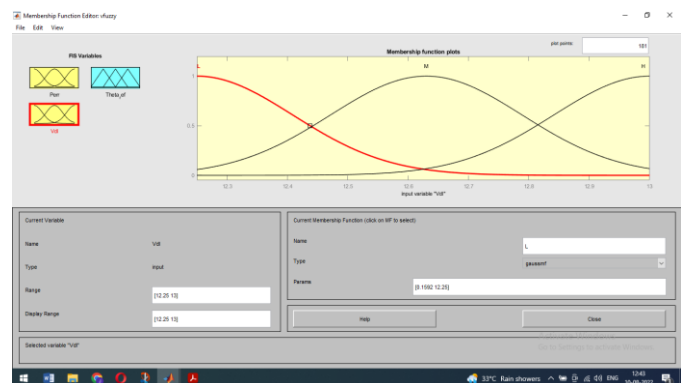 Membership Function Editor: vfuzzy
File Edit View
FIS Variables
Membership function plots
plot points:
181
Perr
Theta_ref
Vdl
L
M
H
1
0.5
0
12.3 12.4 12.5 12.6 12.7 12.8 12.9 13
input variable "Vdl"
Current Variable
Name Vdl
Type input
Range [12.25 13]
Display Range [12.25 13]
Current Membership Function (click on MF to select)
Name L
Type gaussmf
Params [0.1592 12.25]
Help Close
Selected variable "Vdl"
33°C Rain showers ENG 12:43